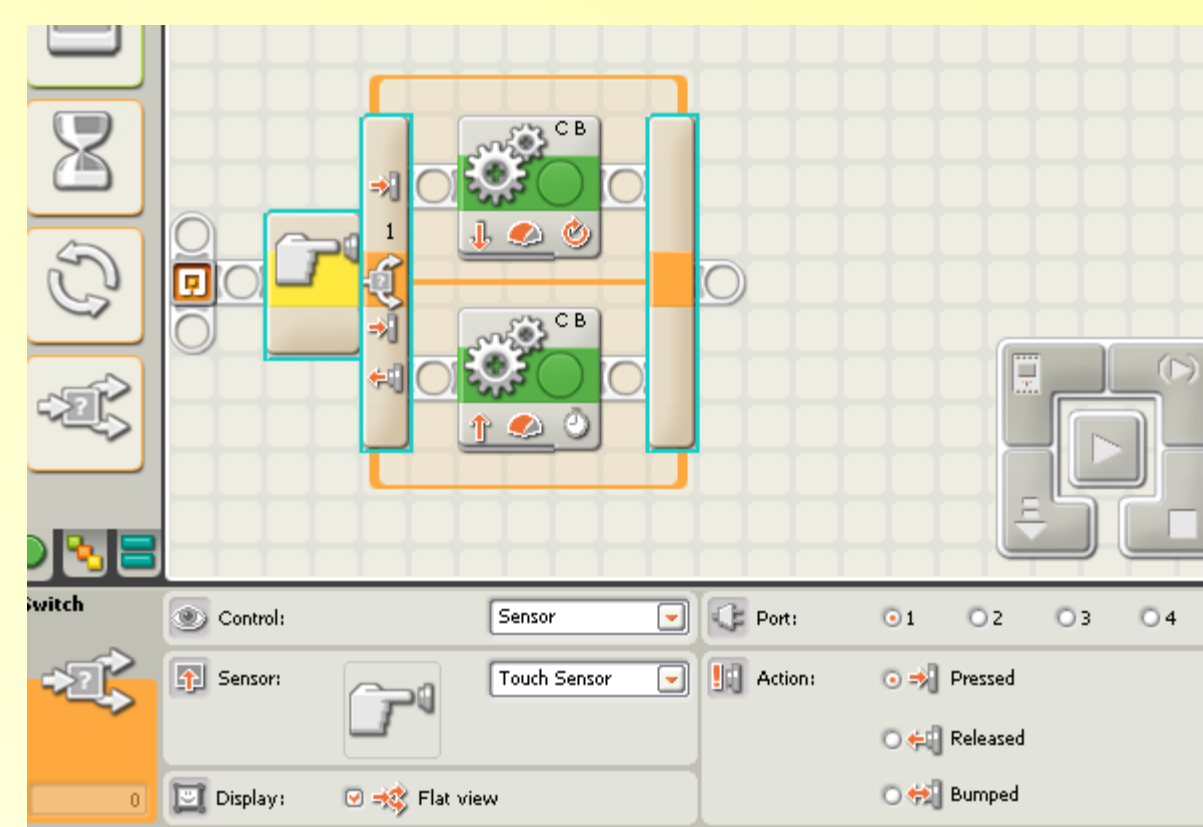 C B
1
C B
Switch
Control:
Sensor
Port:
1
2
3
4
Sensor:
Touch Sensor
Action:
Pressed
Released
Bumped
0
Display:
Flat view